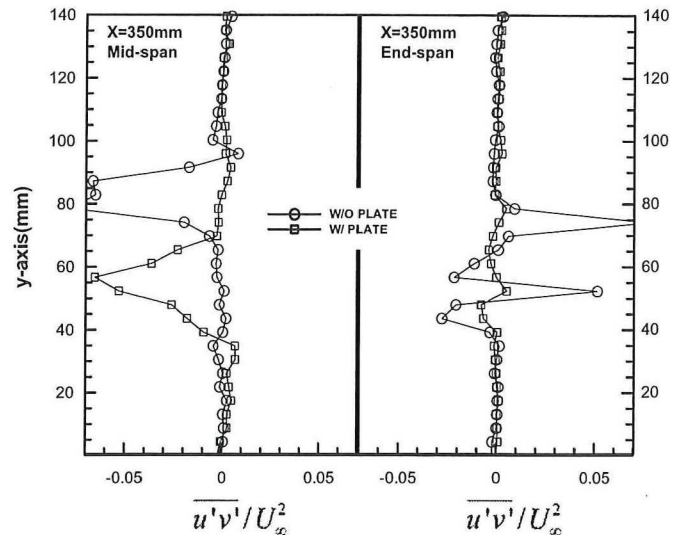 140
120
100
80
60
40
20
y-axis(mm)
X=350mm
Mid-span
X=350mm
End-span
W/O PLATE
W/ PLATE
140
120
100
80
60
40
20
-0.05
0
0.05
-0.05
0
0.05
u'v'/U∞²
u'v'/U∞²